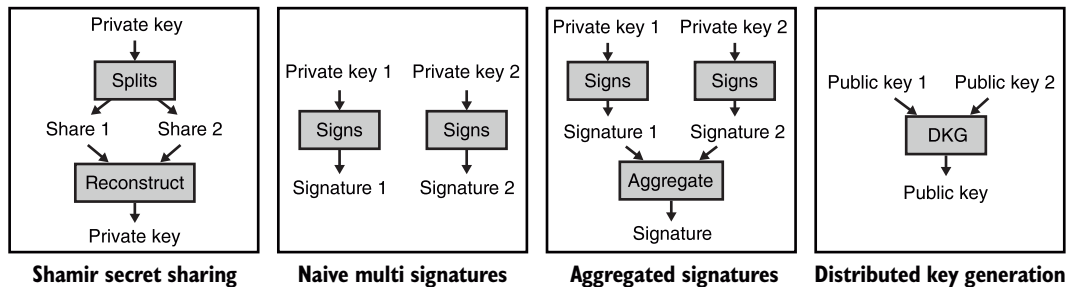 Private key
Splits
Share 1 Share 2
Reconstruct
Private key
Shamir secret sharing
Private key 1 Private key 2
Signs Signs
Signature 1 Signature 2
Naive multi signatures
Private key 1 Private key 2
Signs Signs
Signature 1 Signature 2
Aggregate
Signature
Aggregated signatures
Public key 1 Public key 2
DKG
Public key
Distributed key generation